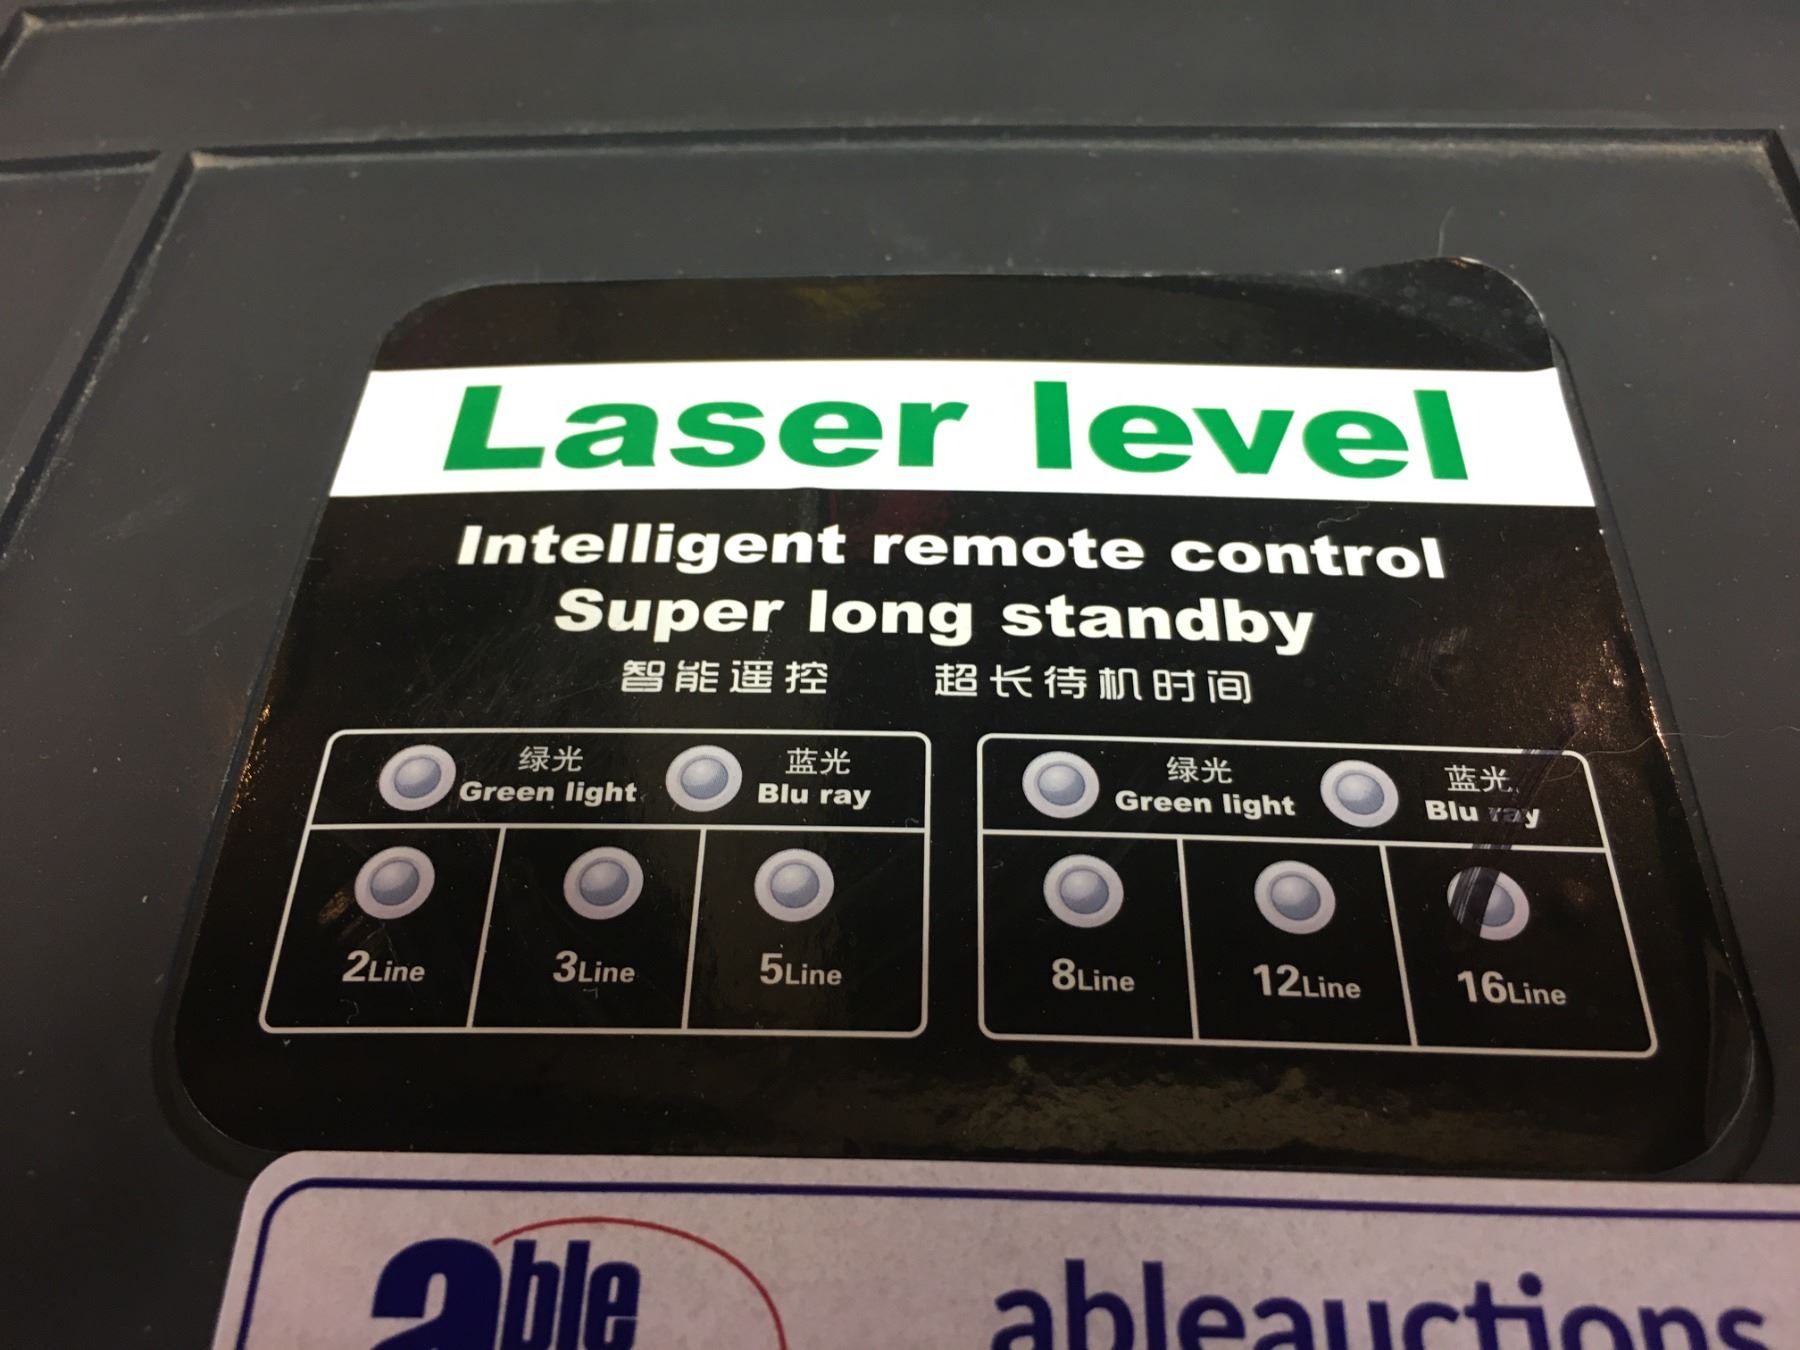 Laser level
Intelligent remote control
Super long standby
智能遥控 超长待机时间
绿光 蓝光
Green light Blu ray
2Line 3Line 5Line
绿光 蓝光
Green light Blu ray
8Line 12Line 16Line
able ableauctions